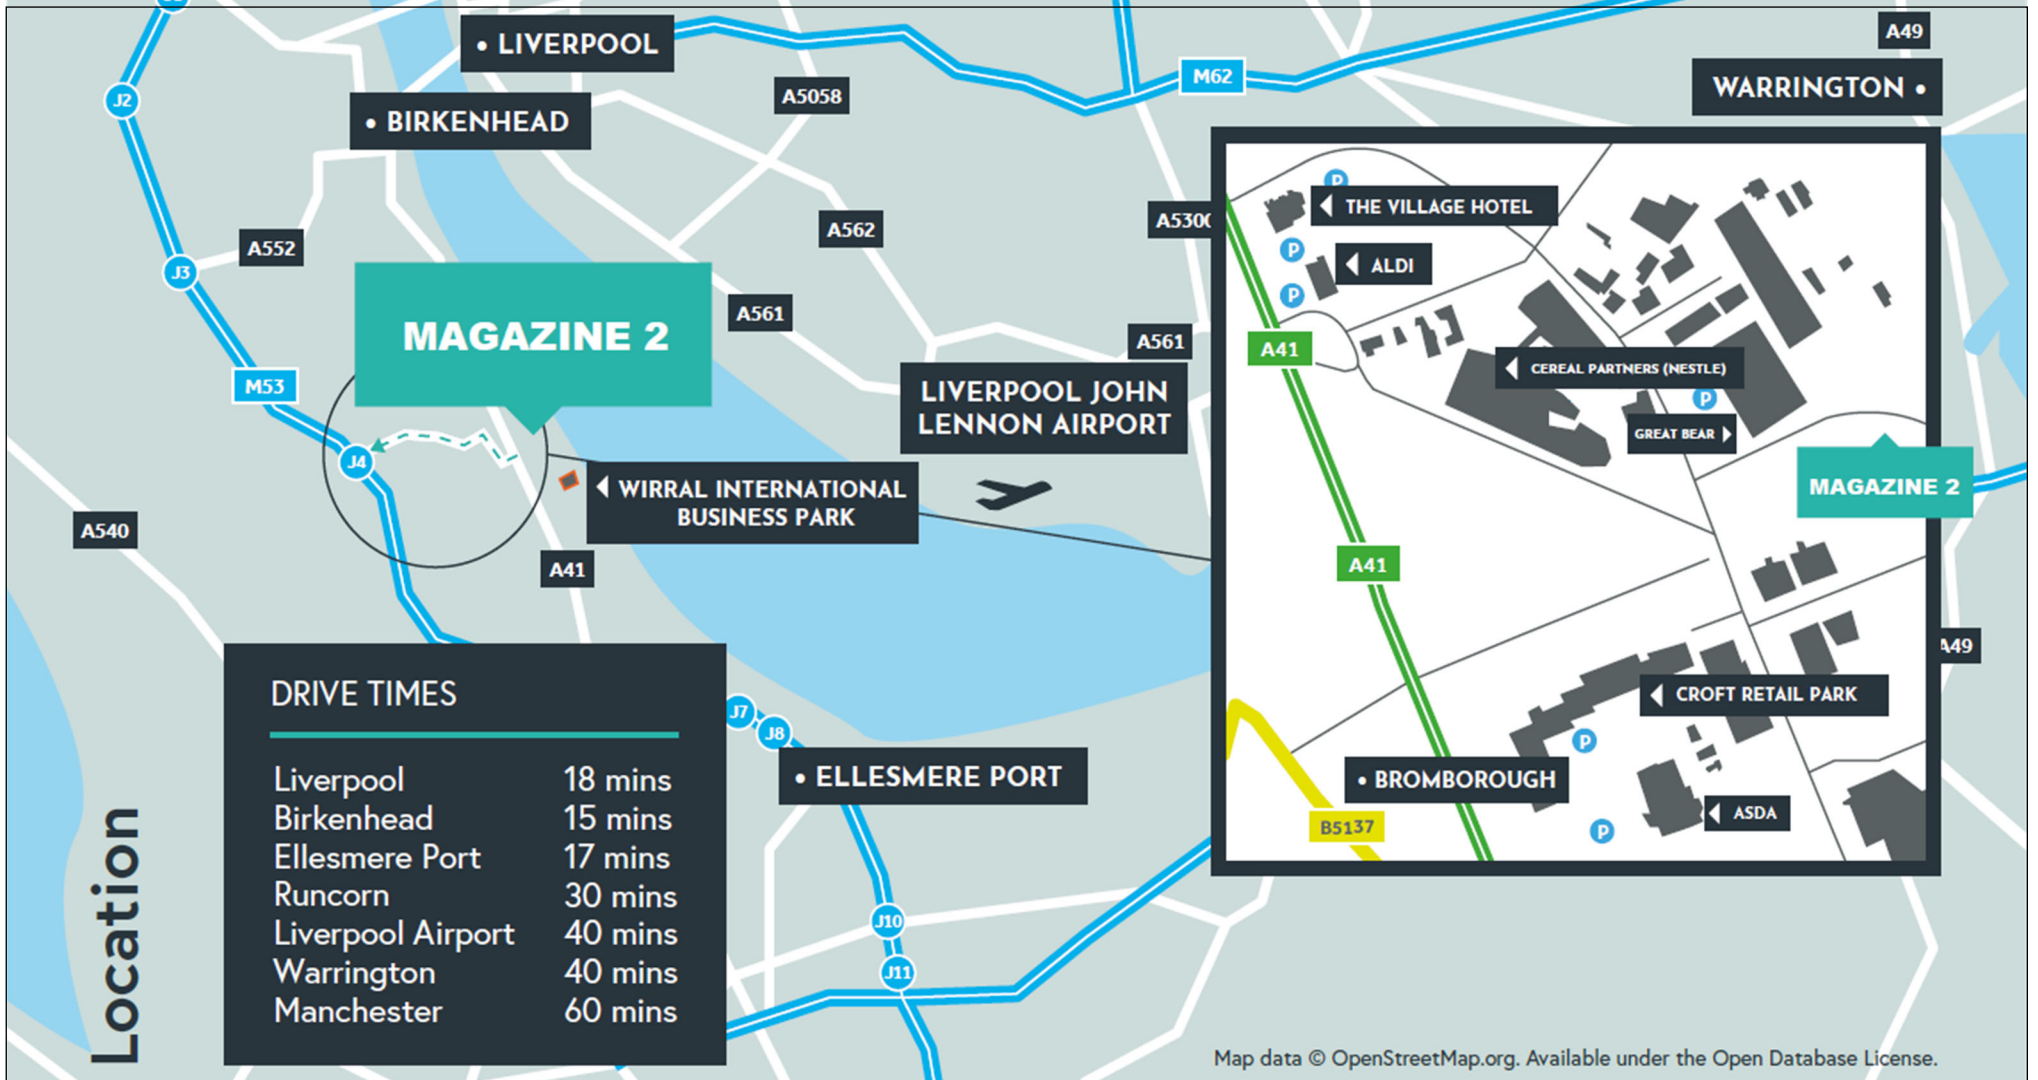 • LIVERPOOL
A49
M62
WARRINGTON •
J2
A5058
• BIRKENHEAD
THE VILLAGE HOTEL
P
A5300
A562
A552
P
ALDI
J3
P
MAGAZINE 2
A561
A561
A41
M53
CEREAL PARTNERS (NESTLE)
P
LIVERPOOL JOHN
LENNON AIRPORT
GREAT BEAR
J4
MAGAZINE 2
WIRRAL INTERNATIONAL
BUSINESS PARK
A540
A41
A41
A49
DRIVE TIMES
CROFT RETAIL PARK
J7
J8
P
• ELLESMERE PORT
• BROMBOROUGH
ASDA
B5137
P
Liverpool 18 mins
Birkenhead 15 mins
Ellesmere Port 17 mins
Runcorn 30 mins
Liverpool Airport 40 mins
Warrington 40 mins
Manchester 60 mins
J10
J11
Location
Map data © OpenStreetMap.org. Available under the Open Database License.